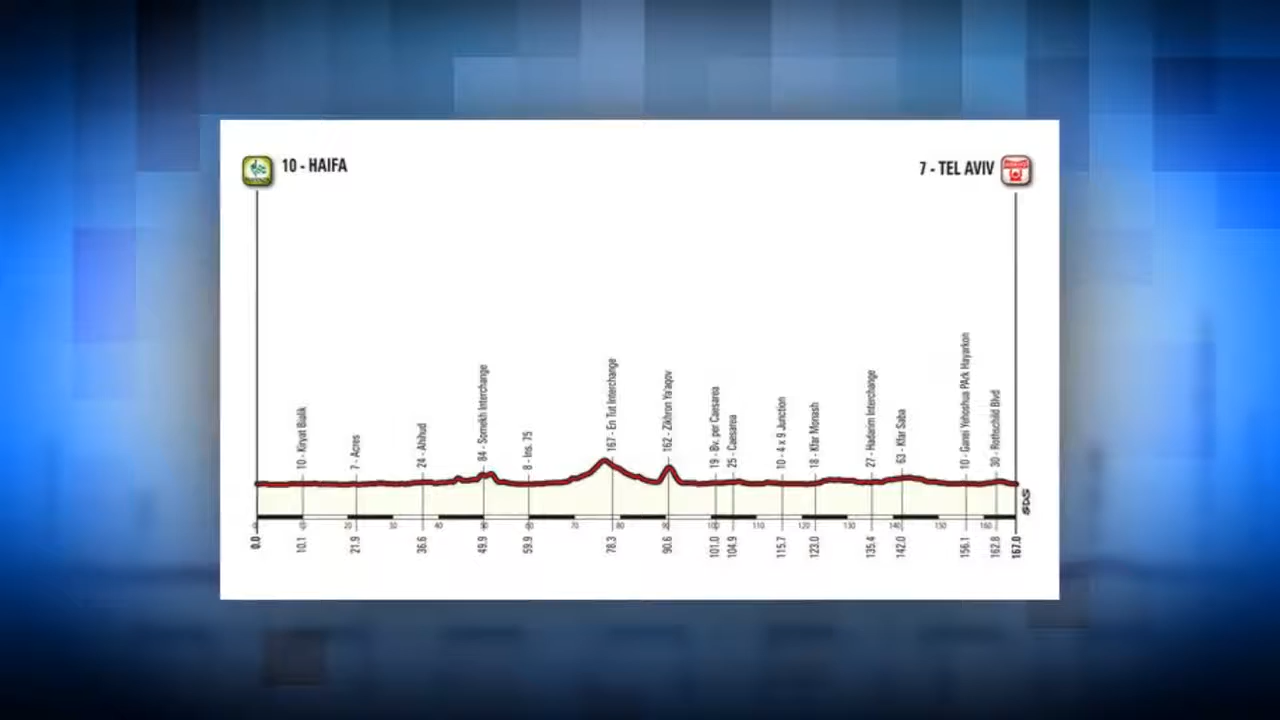 10 - HAIFA
7 - TEL AVIV
10 - Kiryat Bialik
7 - Acres
24 - Ahihud
84 - Somekh Interchange
8 - Ins. 75
167 - En Tut Interchange
162 - Zikhron Ya'aqov
19 - Bv. per Caesarea
25 - Caesarea
10 - 4 x 9 Junction
18 - Kfar Monash
27 - Hadarim Interchange
63 - Kfar Saba
10 - Ganei Yehoshua PArk Hayarkon
30 - Rothschild Blvd
SDS
0 10 20 30 40 50 60 70 80 90 100 110 120 130 140 150 160
0.0
10.1
21.9
36.6
49.9
59.9
78.3
90.6
101.0
104.9
115.7
123.0
135.4
142.0
156.1
162.8
167.0